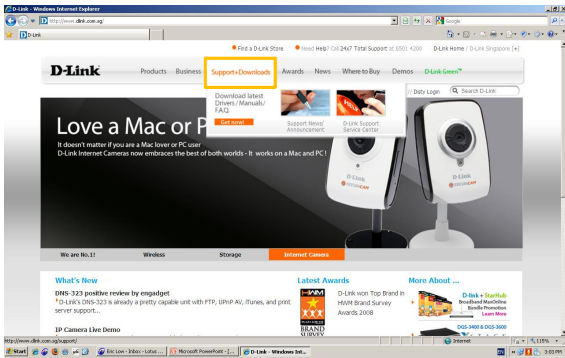 D-Link - Windows Internet Explorer
http://www.dlink.com.sg/
Google
D-Link
Find a D-Link Store
Need Help? Call 24x7 Total Support at 6501 4200
D-Link Home / D-Link Singapore [+]
D-Link
Products
Business
Support+Downloads
Awards
News
Where to Buy
Demos
D-Link Green™
// Disty Login
Search D-Link
Download latest
Drivers / Manuals/
F.A.Q.
Get now!
Support News/
Announcement
D-Link Support
Service Center
Love a Mac or P
It doesn't matter if you are a Mac lover or PC user
D-Link Internet Cameras now embraces the best of both worlds - It works on a Mac and PC !
D-Link
SECURICAM
D-Link
SECURICAM
We are No.1!
Wireless
Storage
Internet Camera
What's New
DNS-323 positive review by engadget
D-Link's DNS-323 is already a pretty capable unit with FTP, UPnP AV, iTunes, and print
server support...
IP Camera Live Demo
Latest Awards
HWM
BRAND
SURVEY
D-Link won Top Brand in
HWM Brand Survey
Awards 2008
More About ...
D-link + StarHub
Broadband MaxOnline
Bundle Promotion
Learn More
DGS-3400 & DGS-3600
http://www.dlink.com.sg/support/
Internet
115%
Start
Eric Low - Inbox - Lotus ...
Microsoft PowerPoint - [...
D-Link - Windows Int...
EN
3:03 PM